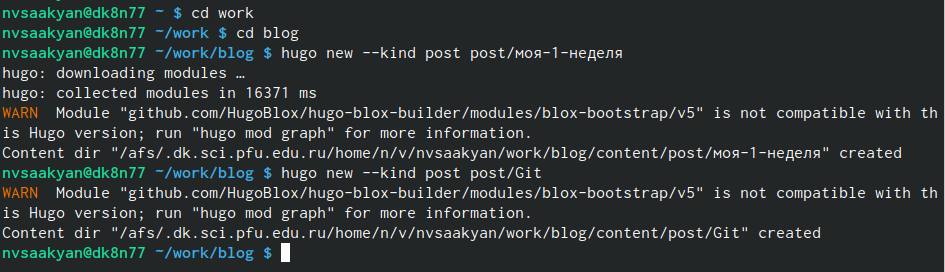 nvsaakyan@dk8n77 ~ $ cd work
nvsaakyan@dk8n77 ~/work $ cd blog
nvsaakyan@dk8n77 ~/work/blog $ hugo new --kind post post/моя-1-неделя
hugo: downloading modules …
hugo: collected modules in 16371 ms
WARN  Module "github.com/HugoBlox/hugo-blox-builder/modules/blox-bootstrap/v5" is not compatible with th
is Hugo version; run "hugo mod graph" for more information.
Content dir "/afs/.dk.sci.pfu.edu.ru/home/n/v/nvsaakyan/work/blog/content/post/моя-1-неделя" created
nvsaakyan@dk8n77 ~/work/blog $ hugo new --kind post post/Git
WARN  Module "github.com/HugoBlox/hugo-blox-builder/modules/blox-bootstrap/v5" is not compatible with th
is Hugo version; run "hugo mod graph" for more information.
Content dir "/afs/.dk.sci.pfu.edu.ru/home/n/v/nvsaakyan/work/blog/content/post/Git" created
nvsaakyan@dk8n77 ~/work/blog $